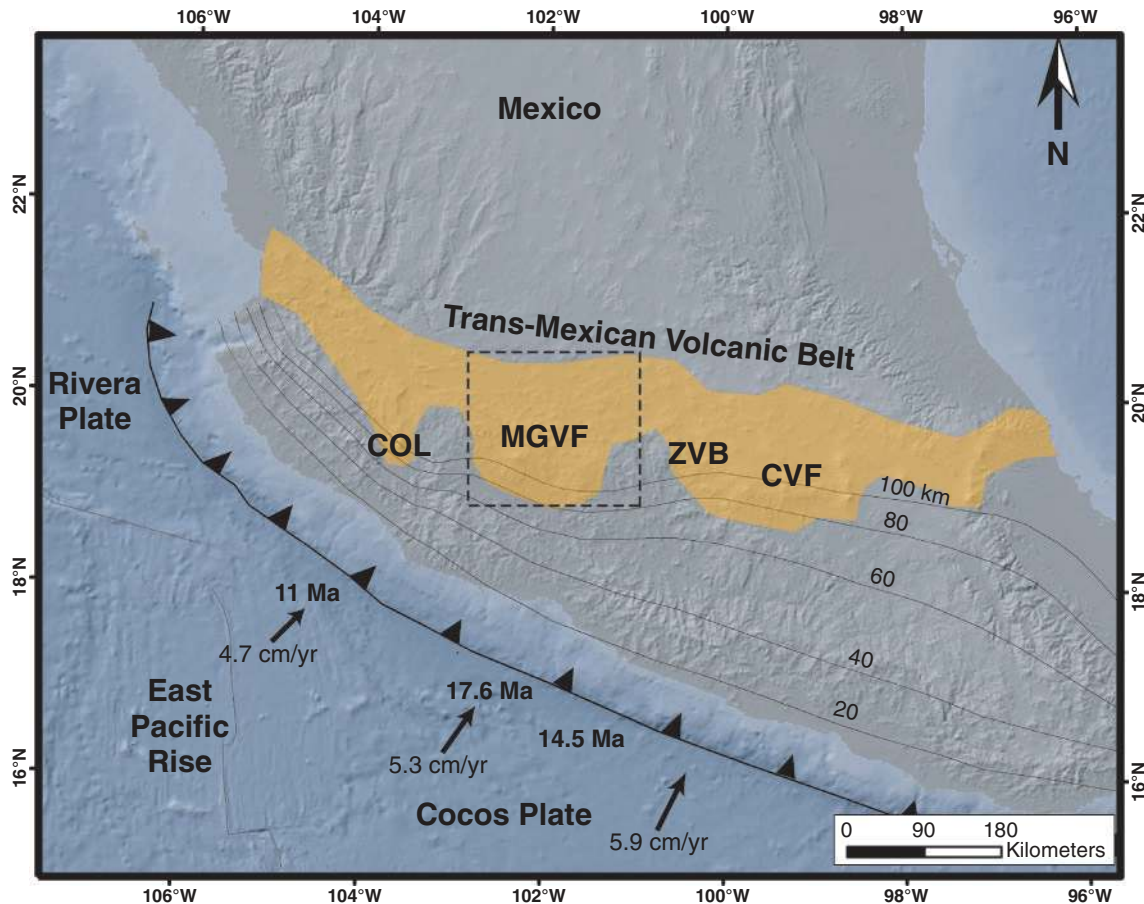 106°W 104°W 102°W 100°W 98°W 96°W
Mexico
N
22°N
22°N
Trans-Mexican Volcanic Belt
Rivera
Plate
20°N
20°N
COL
MGVF
ZVB
CVF
100 km
80
60
40
20
18°N
18°N
11 Ma
4.7 cm/yr
17.6 Ma
5.3 cm/yr
14.5 Ma
5.9 cm/yr
East
Pacific
Rise
Cocos Plate
16°N
16°N
0 90 180
Kilometers
106°W 104°W 102°W 100°W 98°W 96°W